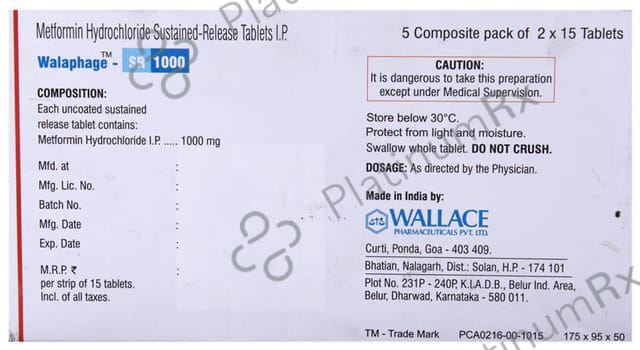 Metformin Hydrochloride Sustained-Release Tablets I.P.
Walaphage™ - SR 1000
COMPOSITION:
Each uncoated sustained
release tablet contains:
Metformin Hydrochloride I.P. ..... 1000 mg
Mfd. at :
Mfg. Lic. No. :
Batch No. :
Mfg. Date :
Exp. Date :
M.R.P. ₹ :
per strip of 15 tablets.
Incl. of all taxes.
5 Composite pack of 2 x 15 Tablets
CAUTION:
It is dangerous to take this preparation
except under Medical Supervision.
Store below 30°C.
Protect from light and moisture.
Swallow whole tablet. DO NOT CRUSH.
DOSAGE: As directed by the Physician.
Made in India by:
WALLACE
PHARMACEUTICALS PVT. LTD.
Curti, Ponda, Goa - 403 409.
Bhatian, Nalagarh, Dist.: Solan, H.P. - 174 101
Plot No. 231P - 240P, K.I.A.D.B., Belur Ind. Area,
Belur, Dharwad, Karnataka - 580 011.
TM - Trade Mark PCA0216-00-1015 175 x 95 x 50
PlatinumRx
PlatinumRx
PlatinumRx